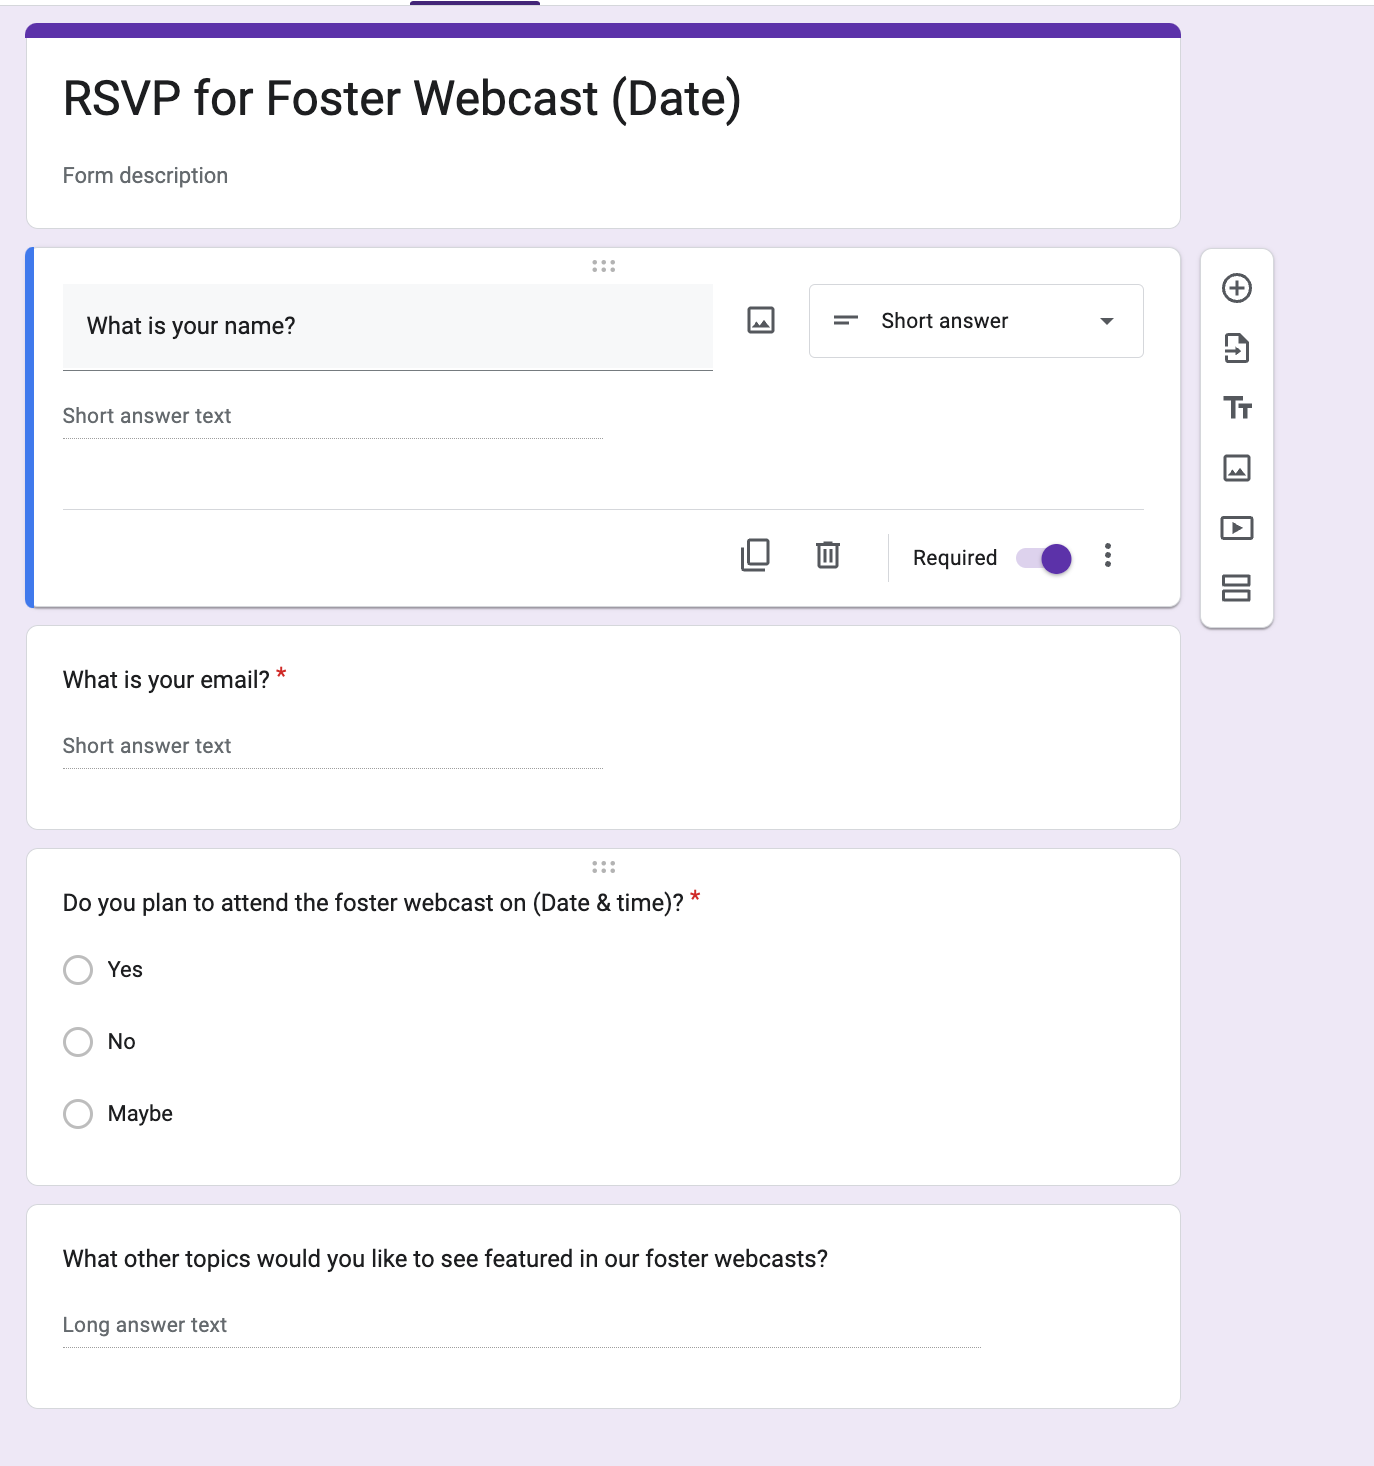 RSVP for Foster Webcast (Date)
Form description
What is your name?
Short answer
Short answer text
Required
What is your email? *
Short answer text
Do you plan to attend the foster webcast on (Date & time)? *
Yes
No
Maybe
What other topics would you like to see featured in our foster webcasts?
Long answer text